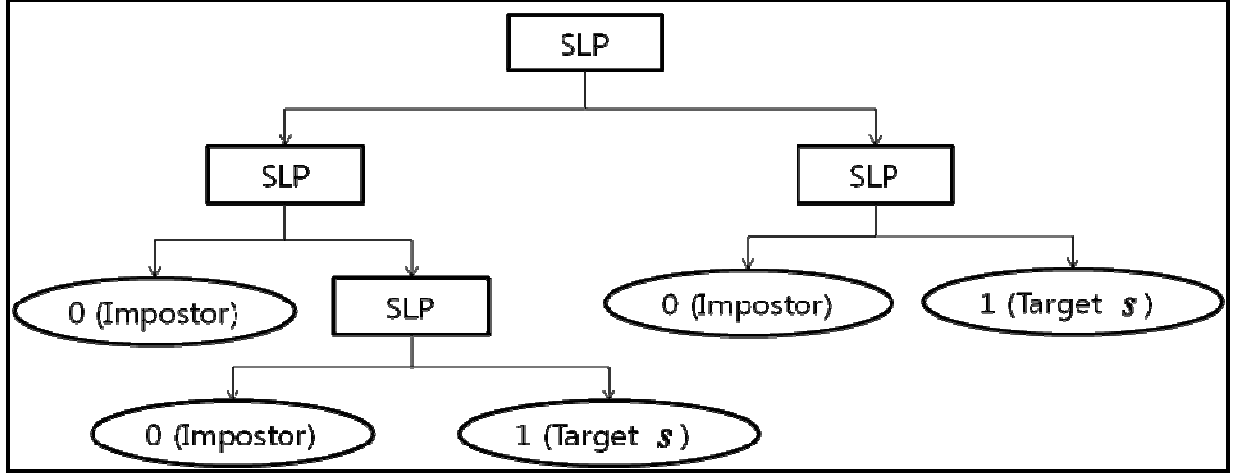 SLP
SLP
SLP
0 (Impostor)
SLP
0 (Impostor)
1 (Target s)
0 (Impostor)
1 (Target s)